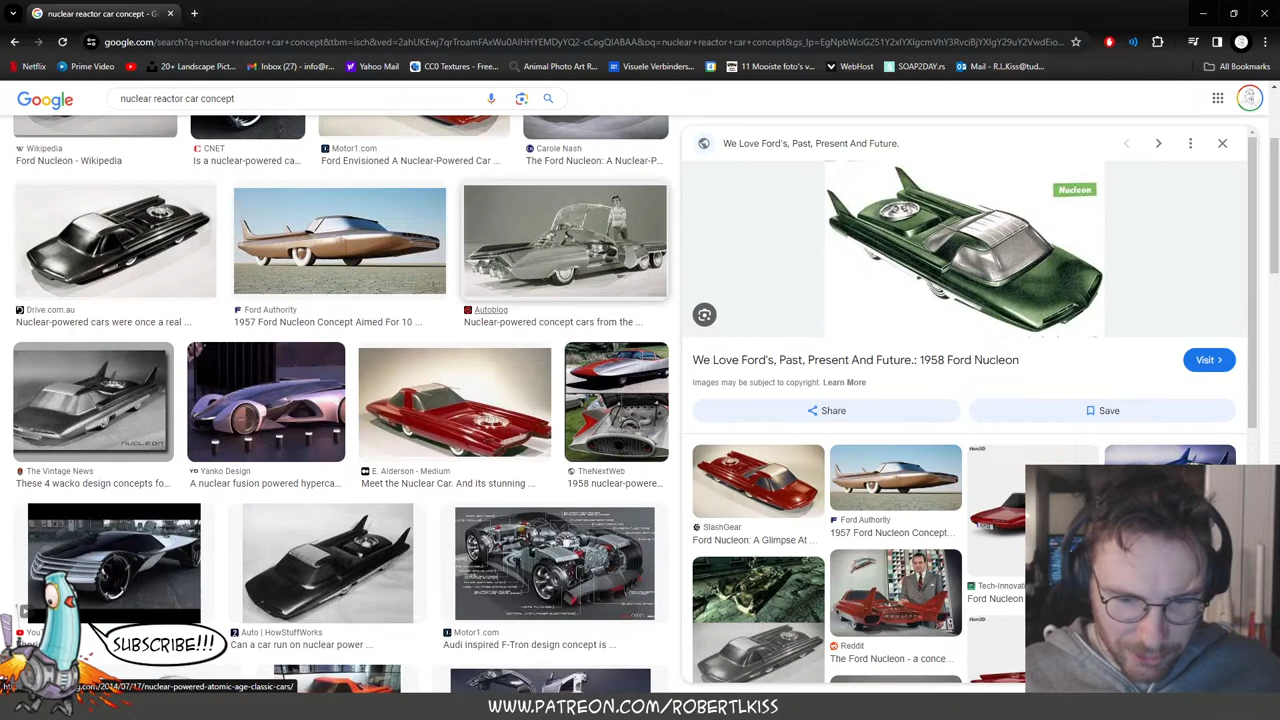 nuclear reactor car concept - G
google.com/search?q=nuclear+reactor+car+concept&tbm=isch&ved=2ahUKEwj7qrTroamFAxWu0AIHHYEMDyYQ2-cCegQIABAA&oq=nuclear+reactor+car+concept&gs_lp=EgNpbWciG251Y2xlYXIgcmVhY3RvciBjYXIgY29uY2VwdDIo...
Netflix
Prime Video
20+ Landscape Pict...
Inbox (27) - info@r...
Yahoo Mail
CC0 Textures - Free...
Animal Photo Art R...
Visuele Verbinders...
11 Mooiste foto's v...
WebHost
SOAP2DAY.rs
Mail - R.L.Kiss@tud...
All Bookmarks
Google
nuclear reactor car concept
Wikipedia
Ford Nucleon - Wikipedia
CNET
Is a nuclear-powered ca...
Motor1.com
Ford Envisioned A Nuclear-Powered Car ...
Carole Nash
The Ford Nucleon: A Nuclear-P...
Drive.com.au
Nuclear-powered cars were once a real ...
Ford Authority
1957 Ford Nucleon Concept Aimed For 10 ...
Autoblog
Nuclear-powered concept cars from the ...
NUCLEON
The Vintage News
These 4 wacko design concepts fo...
Yanko Design
A nuclear fusion powered hyperca...
E. Alderson - Medium
Meet the Nuclear Car. And its stunning ...
TheNextWeb
1958 nuclear-powere...
Auto | HowStuffWorks
Can a car run on nuclear power ...
Motor1.com
Audi inspired F-Tron design concept is ...
We Love Ford's, Past, Present And Future.
Nucleon
We Love Ford's, Past, Present And Future.: 1958 Ford Nucleon
Visit
Images may be subject to copyright. Learn More
Share
Save
SlashGear
Ford Nucleon: A Glimpse At ...
Ford Authority
1957 Ford Nucleon Concept...
Hum3D
Tech-Innovat
Ford Nucleon
Reddit
The Ford Nucleon - a conce...
SUBSCRIBE!!!
WWW.PATREON.COM/ROBERTLKISS